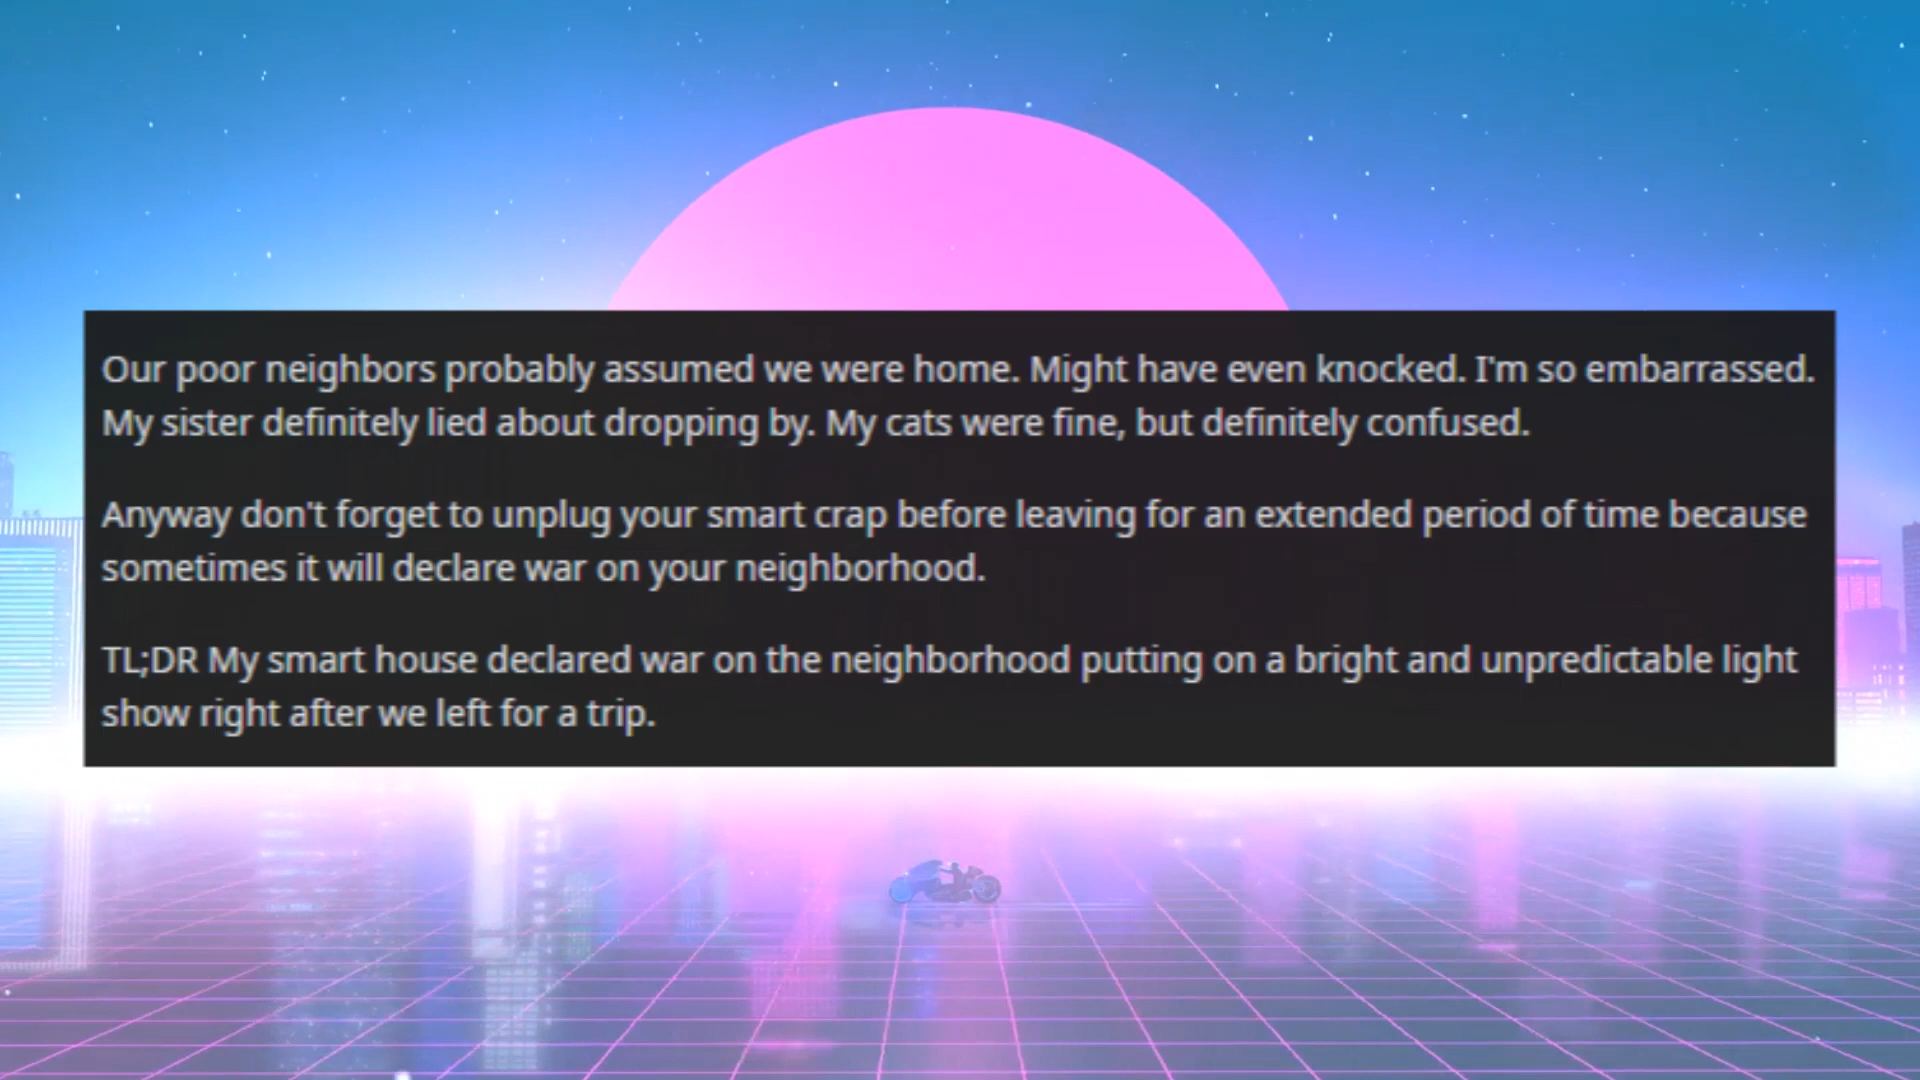 Our poor neighbors probably assumed we were home. Might have even knocked. I'm so embarrassed.
My sister definitely lied about dropping by. My cats were fine, but definitely confused.
Anyway don't forget to unplug your smart crap before leaving for an extended period of time because
sometimes it will declare war on your neighborhood.
TL;DR My smart house declared war on the neighborhood putting on a bright and unpredictable light
show right after we left for a trip.